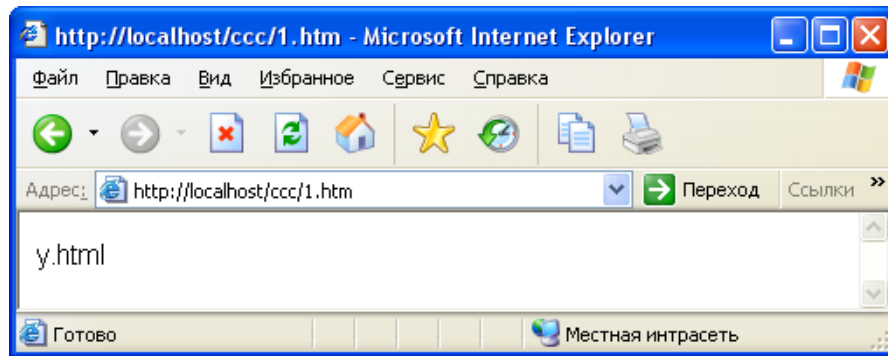 http://localhost/ccc/1.htm - Microsoft Internet Explorer
Файл Правка Вид Избранное Сервис Справка
Адрес: http://localhost/ccc/1.htm Переход Ссылки »
y.html
Готово Местная интрасеть